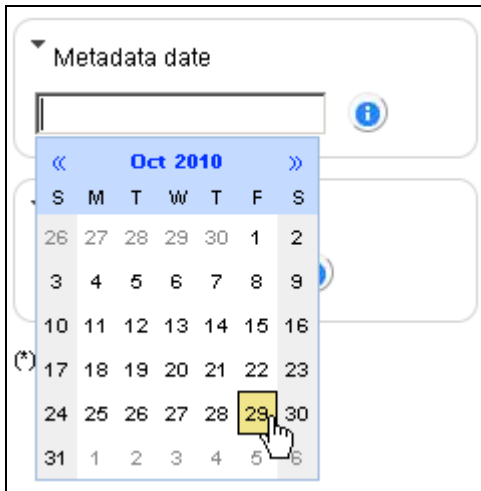 Metadata date
i
« Oct 2010 »
S M T W T F S
26 27 28 29 30 1 2
3 4 5 6 7 8 9
10 11 12 13 14 15 16
(*)
17 18 19 20 21 22 23
24 25 26 27 28 29 30
31 1 2 3 4 5 6